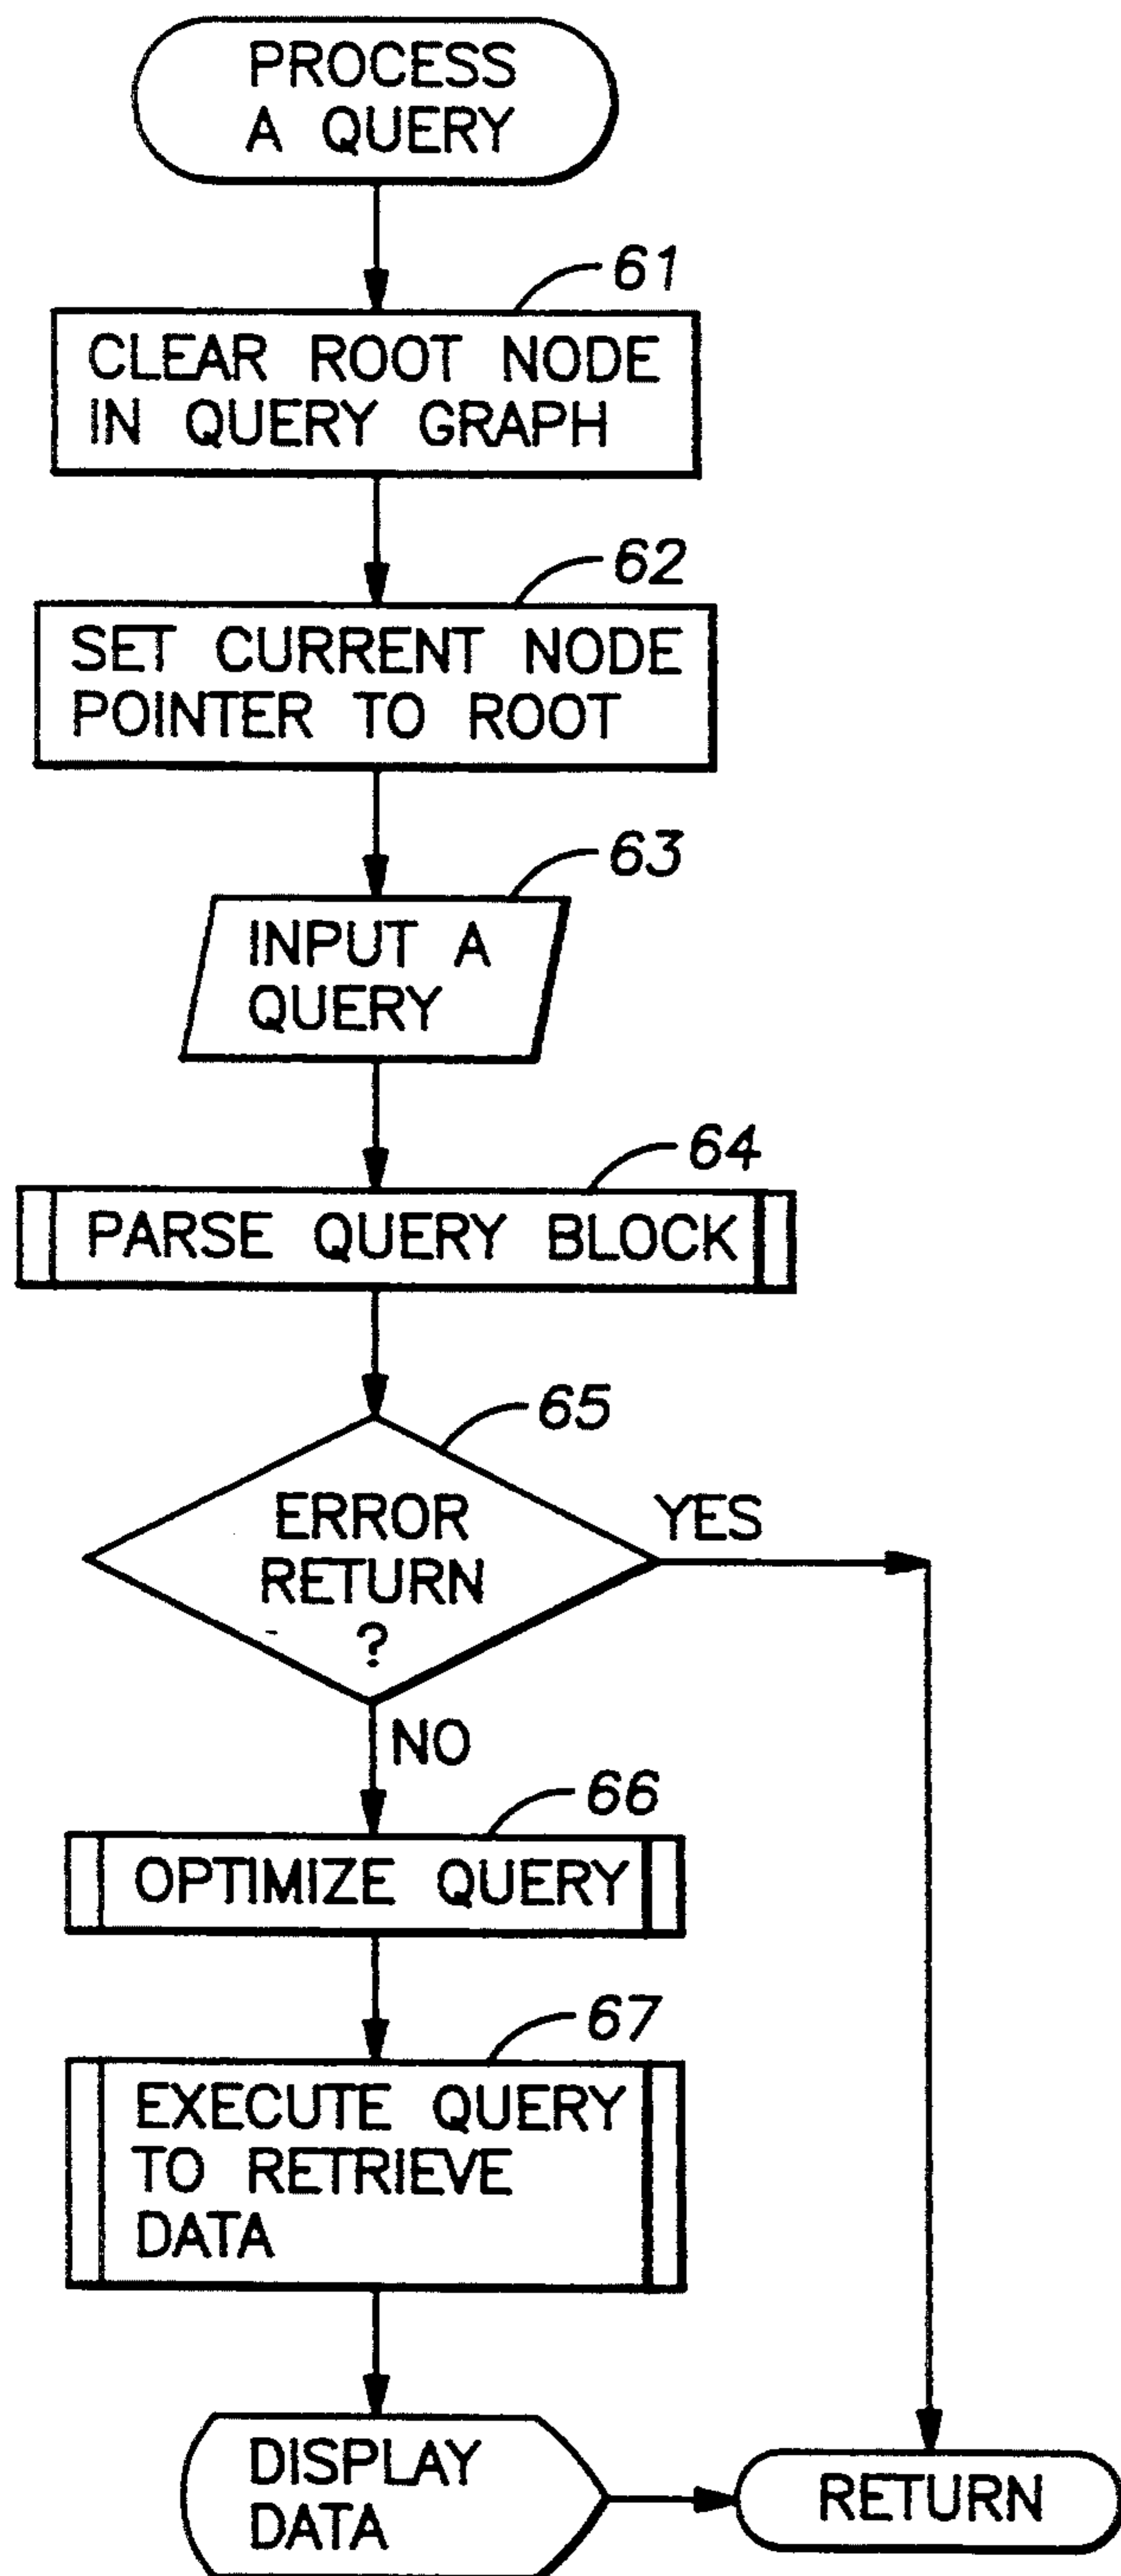 PROCESS
A QUERY
61
CLEAR ROOT NODE
IN QUERY GRAPH
62
SET CURRENT NODE
POINTER TO ROOT
63
INPUT A
QUERY
64
PARSE QUERY BLOCK
65
ERROR
RETURN
?
YES
NO
66
OPTIMIZE QUERY
67
EXECUTE QUERY
TO RETRIEVE
DATA
DISPLAY
DATA
RETURN